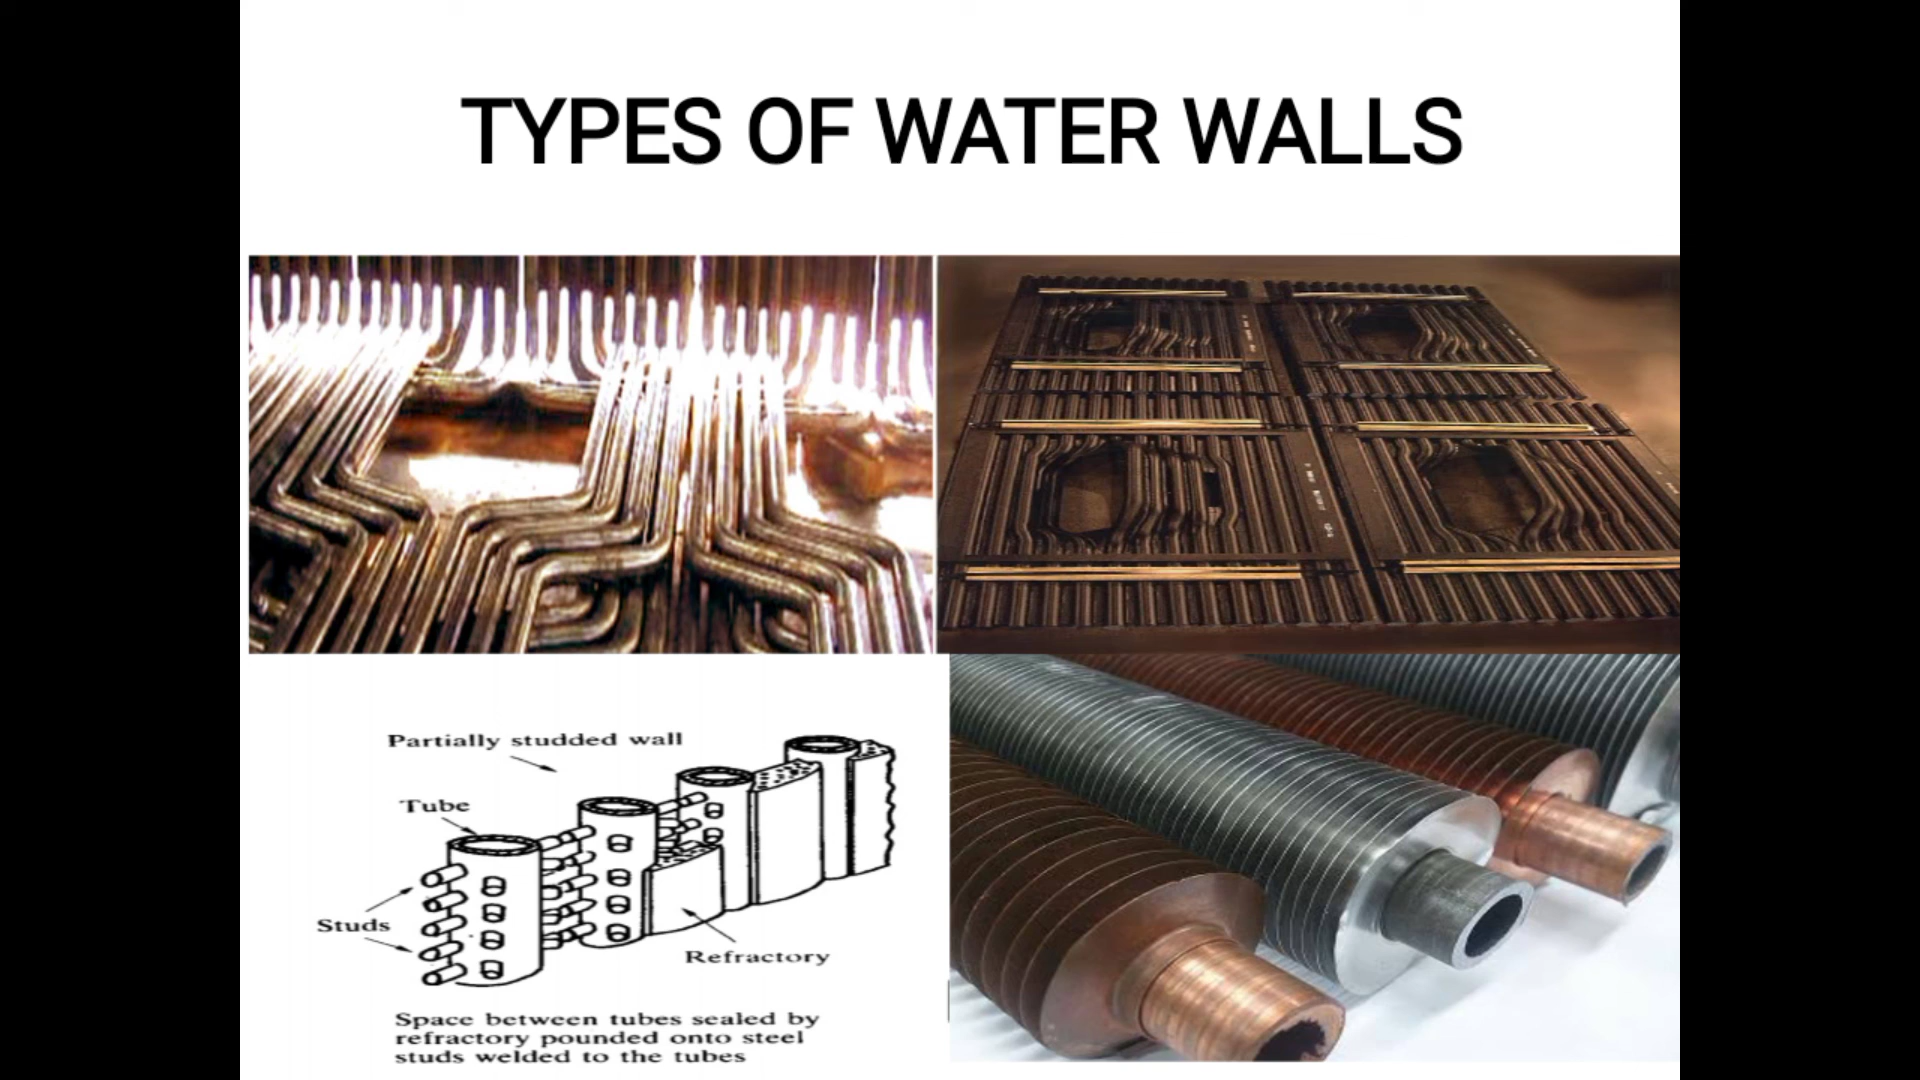 TYPES OF WATER WALLS
Partially studded wall
Tube
Studs
Refractory
Space between tubes sealed by
refractory pounded onto steel
studs welded to the tubes